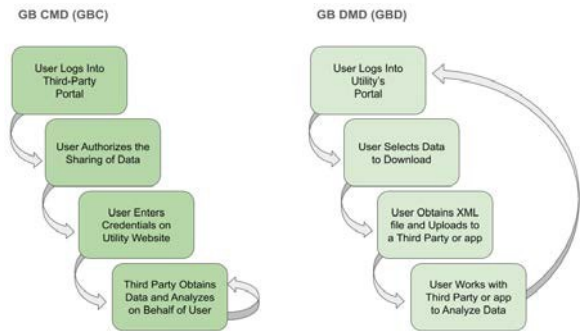 GB CMD (GBC)
User Logs Into
Third-Party
Portal
User Authorizes the
Sharing of Data
User Enters
Credentials on
Utility Website
Third Party Obtains
Data and Analyzes
on Behalf of User
GB DMD (GBD)
User Logs Into
Utility's
Portal
User Selects Data
to Download
User Obtains XML
file and Uploads to
a Third Party or app
User Works with
Third Party or app
to Analyze Data